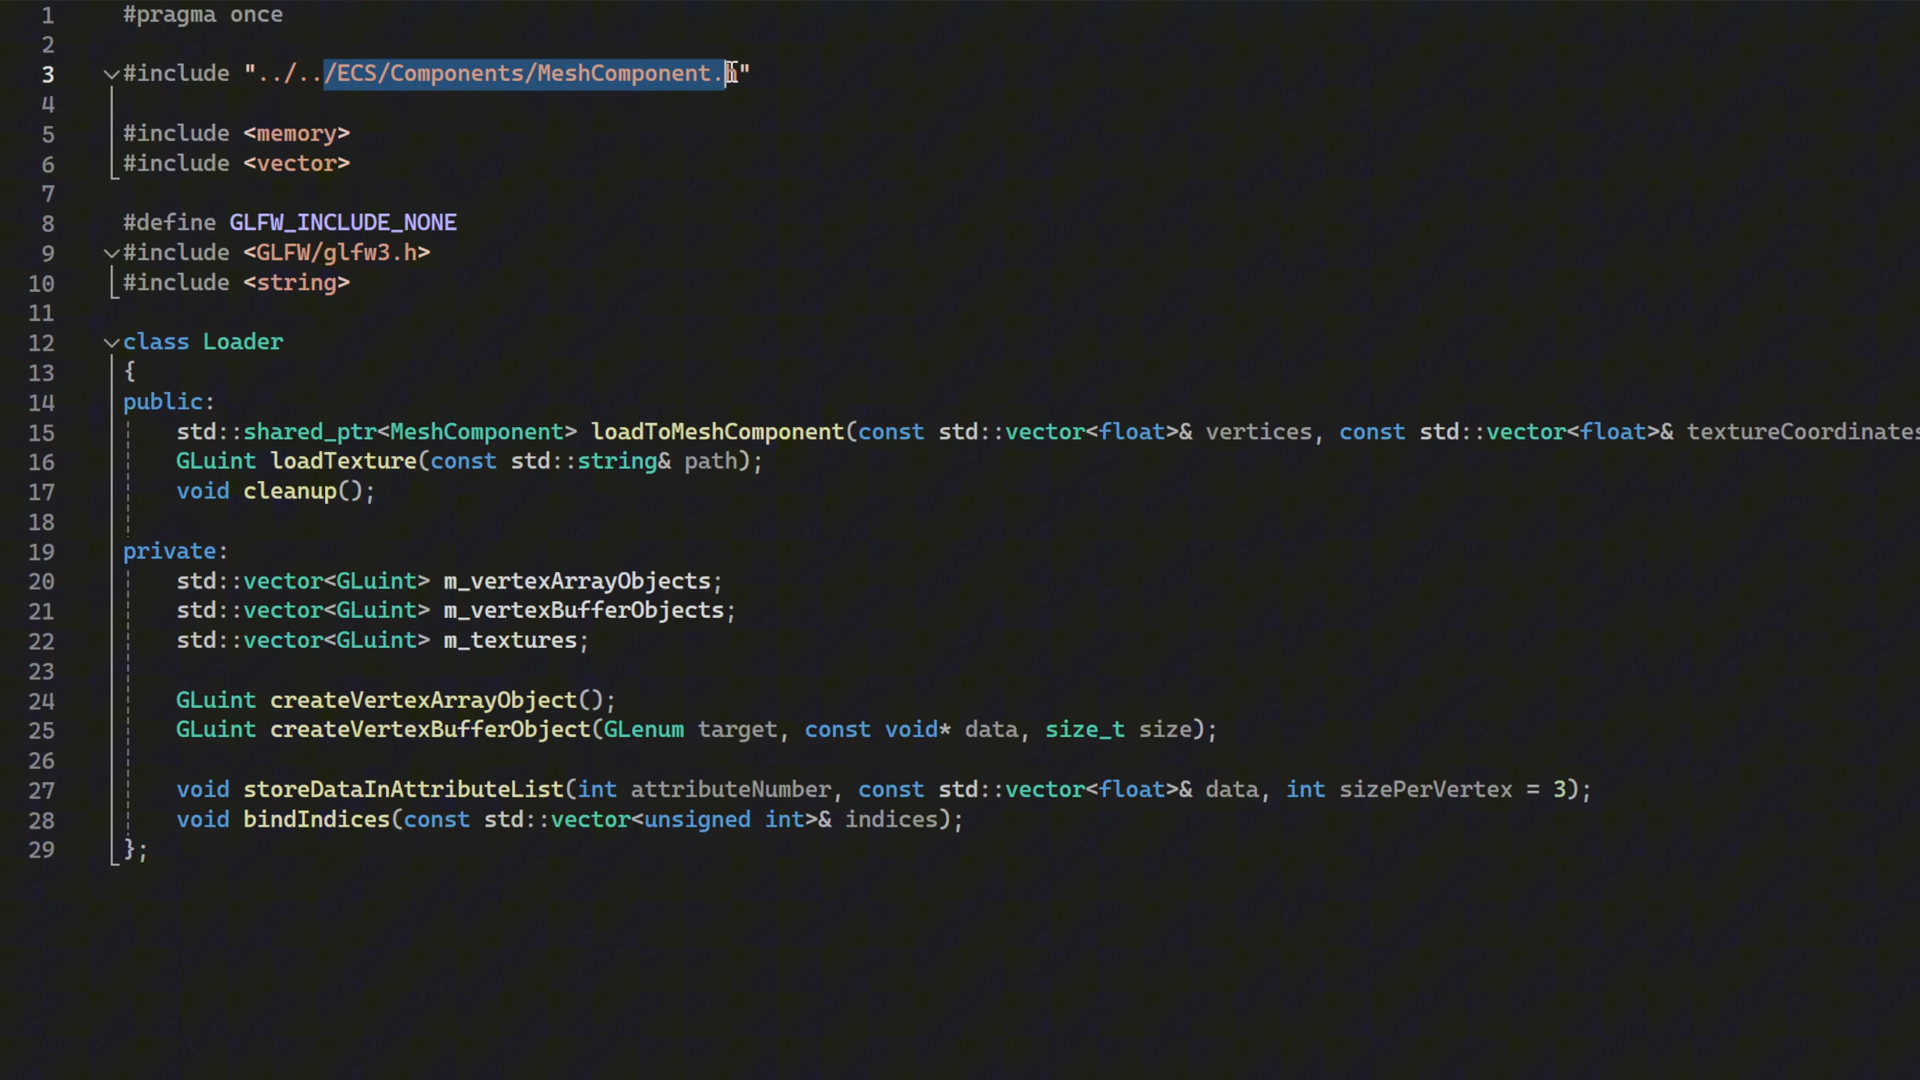 1 #pragma once
2
3 #include "../../ECS/Components/MeshComponent.h"
4
5 #include <memory>
6 #include <vector>
7
8 #define GLFW_INCLUDE_NONE
9 #include <GLFW/glfw3.h>
10 #include <string>
11
12 class Loader
13 {
14 public:
15 std::shared_ptr<MeshComponent> loadToMeshComponent(const std::vector<float>& vertices, const std::vector<float>& textureCoordinates
16 GLuint loadTexture(const std::string& path);
17 void cleanup();
18
19 private:
20 std::vector<GLuint> m_vertexArrayObjects;
21 std::vector<GLuint> m_vertexBufferObjects;
22 std::vector<GLuint> m_textures;
23
24 GLuint createVertexArrayObject();
25 GLuint createVertexBufferObject(GLenum target, const void* data, size_t size);
26
27 void storeDataInAttributeList(int attributeNumber, const std::vector<float>& data, int sizePerVertex = 3);
28 void bindIndices(const std::vector<unsigned int>& indices);
29 };